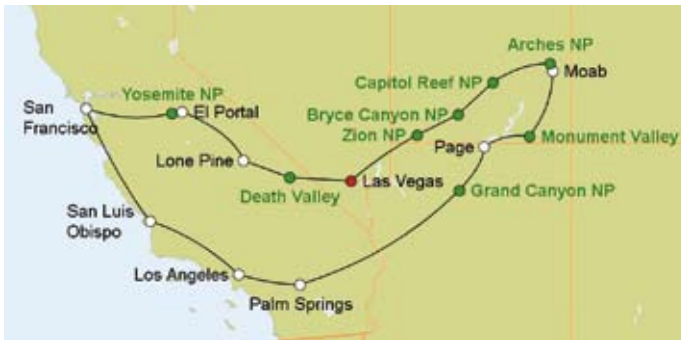 Arches NP
Moab
Capitol Reef NP
Yosemite NP
San
Francisco
El Portal
Bryce Canyon NP
Zion NP
Monument Valley
Page
Lone Pine
Las Vegas
Death Valley
Grand Canyon NP
San Luis
Obispo
Los Angeles
Palm Springs